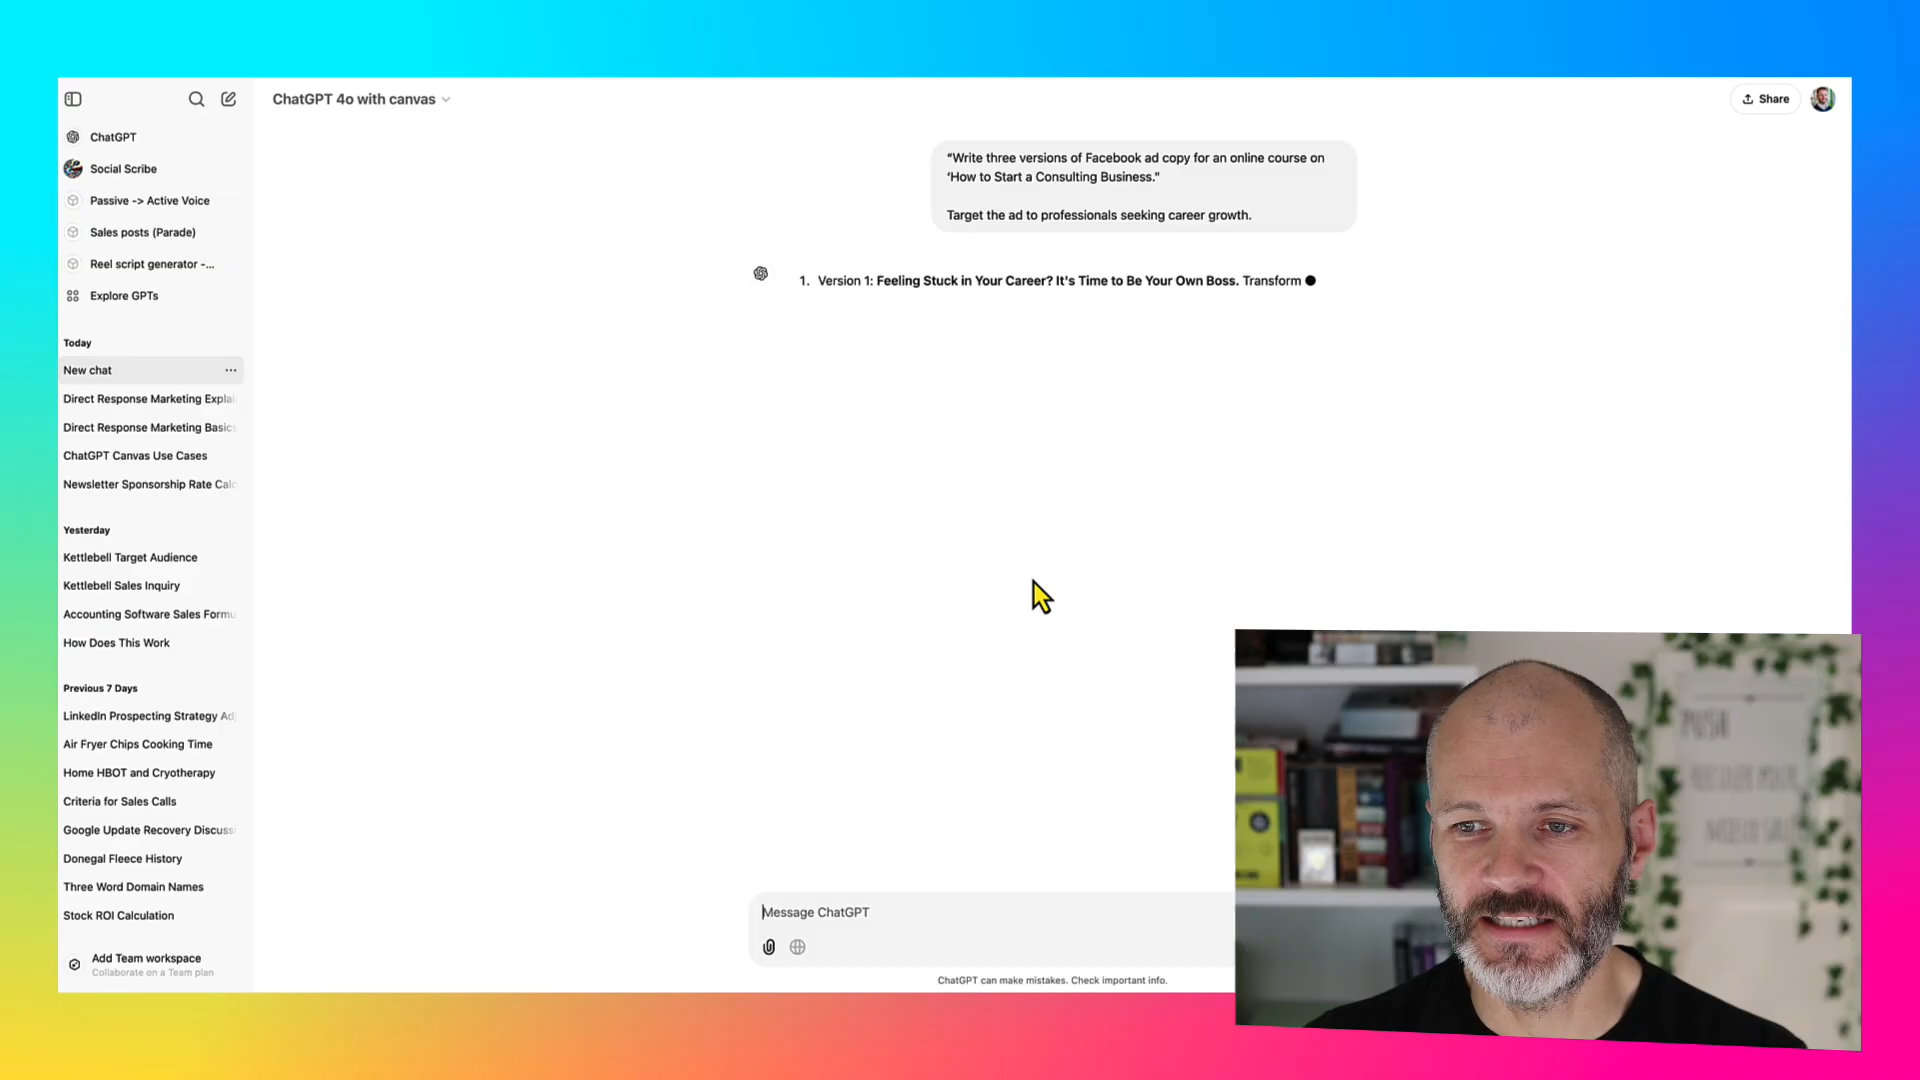 ChatGPT 4o with canvas
Share
ChatGPT
Social Scribe
Passive -> Active Voice
Sales posts (Parade)
Reel script generator -...
Explore GPTs
Today
New chat
Direct Response Marketing Explai
Direct Response Marketing Basics
ChatGPT Canvas Use Cases
Newsletter Sponsorship Rate Calc
Yesterday
Kettlebell Target Audience
Kettlebell Sales Inquiry
Accounting Software Sales Formu
How Does This Work
Previous 7 Days
LinkedIn Prospecting Strategy Ad
Air Fryer Chips Cooking Time
Home HBOT and Cryotherapy
Criteria for Sales Calls
Google Update Recovery Discuss
Donegal Fleece History
Three Word Domain Names
Stock ROI Calculation
Add Team workspace
Collaborate on a Team plan
“Write three versions of Facebook ad copy for an online course on
‘How to Start a Consulting Business."
Target the ad to professionals seeking career growth.
1. Version 1: Feeling Stuck in Your Career? It's Time to Be Your Own Boss. Transform
Message ChatGPT
ChatGPT can make mistakes. Check important info.
PUSH